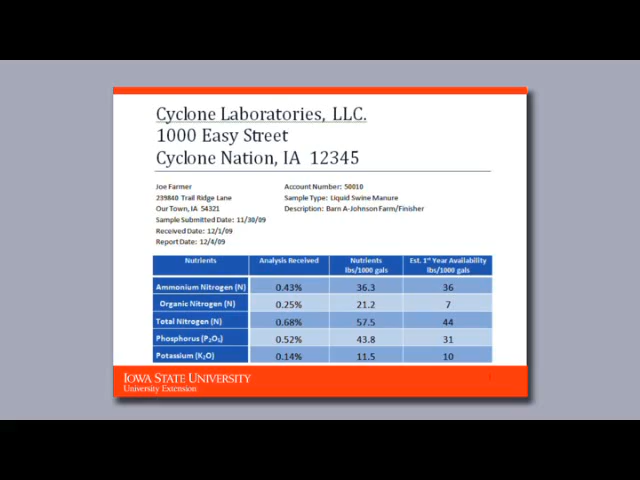 Cyclone Laboratories, LLC.
1000 Easy Street
Cyclone Nation, IA 12345
Joe Farmer
239840 Trail Ridge Lane
Our Town, IA 54321
Sample Submitted Date: 11/30/09
Received Date: 12/1/09
Report Date: 12/4/09
Account Number: 50010
Sample Type: Liquid Swine Manure
Description: Barn A-Johnson Farm/Finisher
Nutrients Analysis Received Nutrients lbs/1000 gals Est. 1st Year Availability lbs/1000 gals
Ammonium Nitrogen (N) 0.43% 36.3 36
Organic Nitrogen (N) 0.25% 21.2 7
Total Nitrogen (N) 0.68% 57.5 44
Phosphorus (P₂O₅) 0.52% 43.8 31
Potassium (K₂O) 0.14% 11.5 10
IOWA STATE UNIVERSITY
University Extension